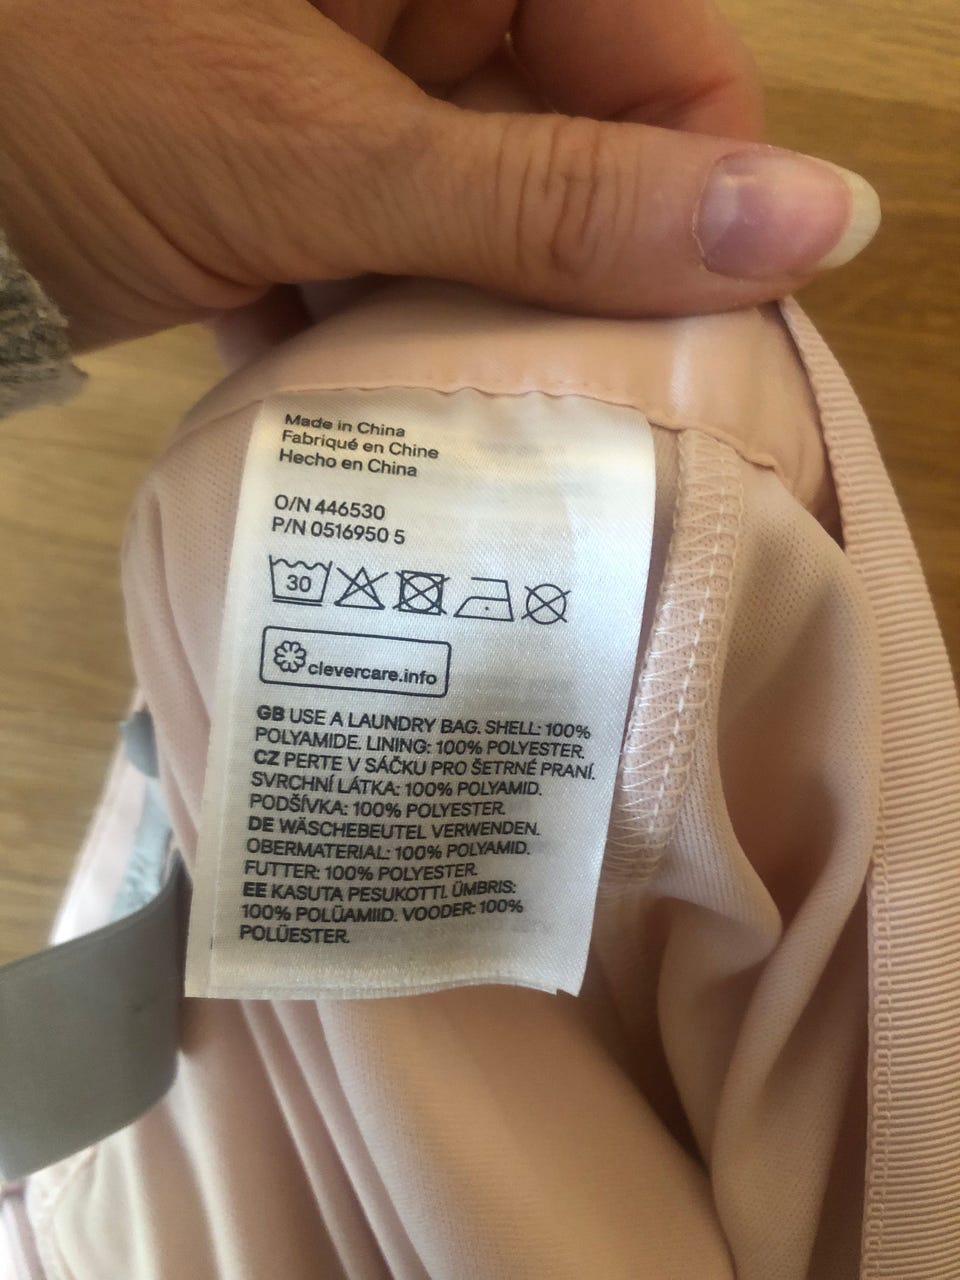 Made in China
Fabriqué en Chine
Hecho en China
O/N 446530
P/N 0516950 5
30
clevercare.info
GB USE A LAUNDRY BAG. SHELL: 100%
POLYAMIDE. LINING: 100% POLYESTER.
CZ PERTE V SÁČKU PRO ŠETRNÉ PRANÍ.
SVRCHNÍ LÁTKA: 100% POLYAMID.
PODŠÍVKA: 100% POLYESTER.
DE WÄSCHEBEUTEL VERWENDEN.
OBERMATERIAL: 100% POLYAMID.
FUTTER: 100% POLYESTER.
EE KASUTA PESUKOTTI. ÜMBRIS:
100% POLÜAMIID. VOODER: 100%
POLÜESTER.